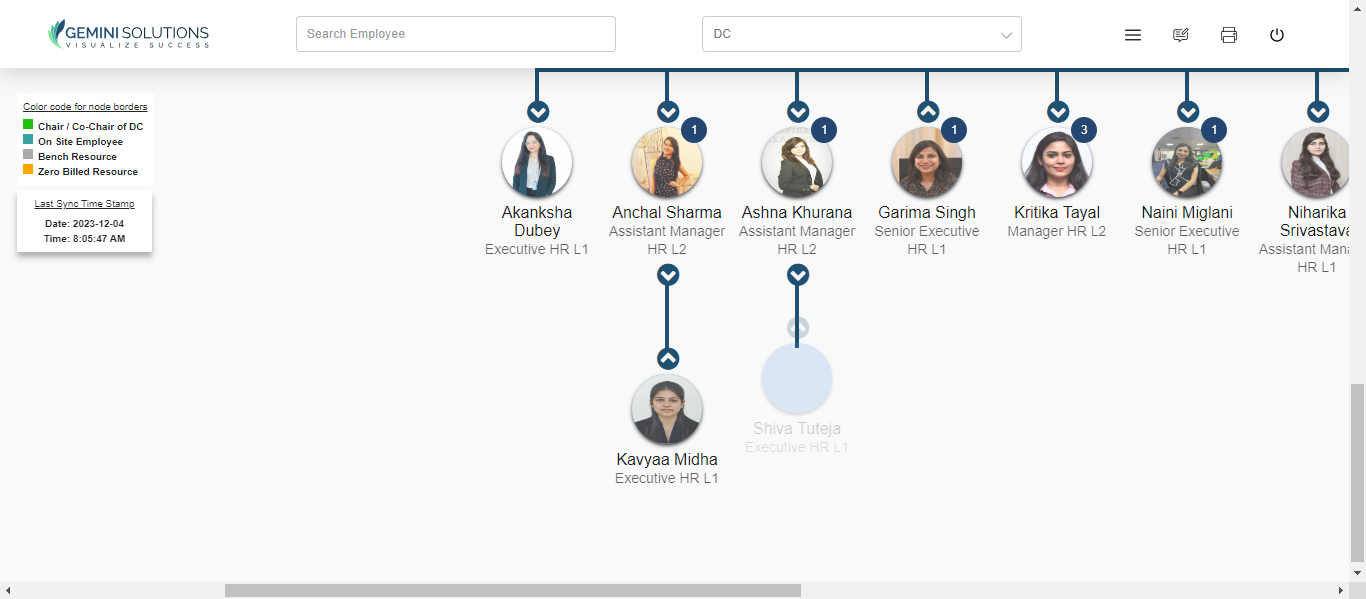 GEMINI SOLUTIONS
VISUALIZE SUCCESS
Search Employee
DC
Color code for node borders
Chair / Co-Chair of DC
On Site Employee
Bench Resource
Zero Billed Resource
Last Sync Time Stamp
Date: 2023-12-04
Time: 8:05:47 AM
Akanksha
Dubey
Executive HR L1
1
Anchal Sharma
Assistant Manager
HR L2
1
Ashna Khurana
Assistant Manager
HR L2
1
Garima Singh
Senior Executive
HR L1
3
Kritika Tayal
Manager HR L2
1
Naini Miglani
Senior Executive
HR L1
Niharika
Srivastava
Assistant Mana
HR L1
Kavyaa Midha
Executive HR L1
Shiva Tuteja
Executive HR L1